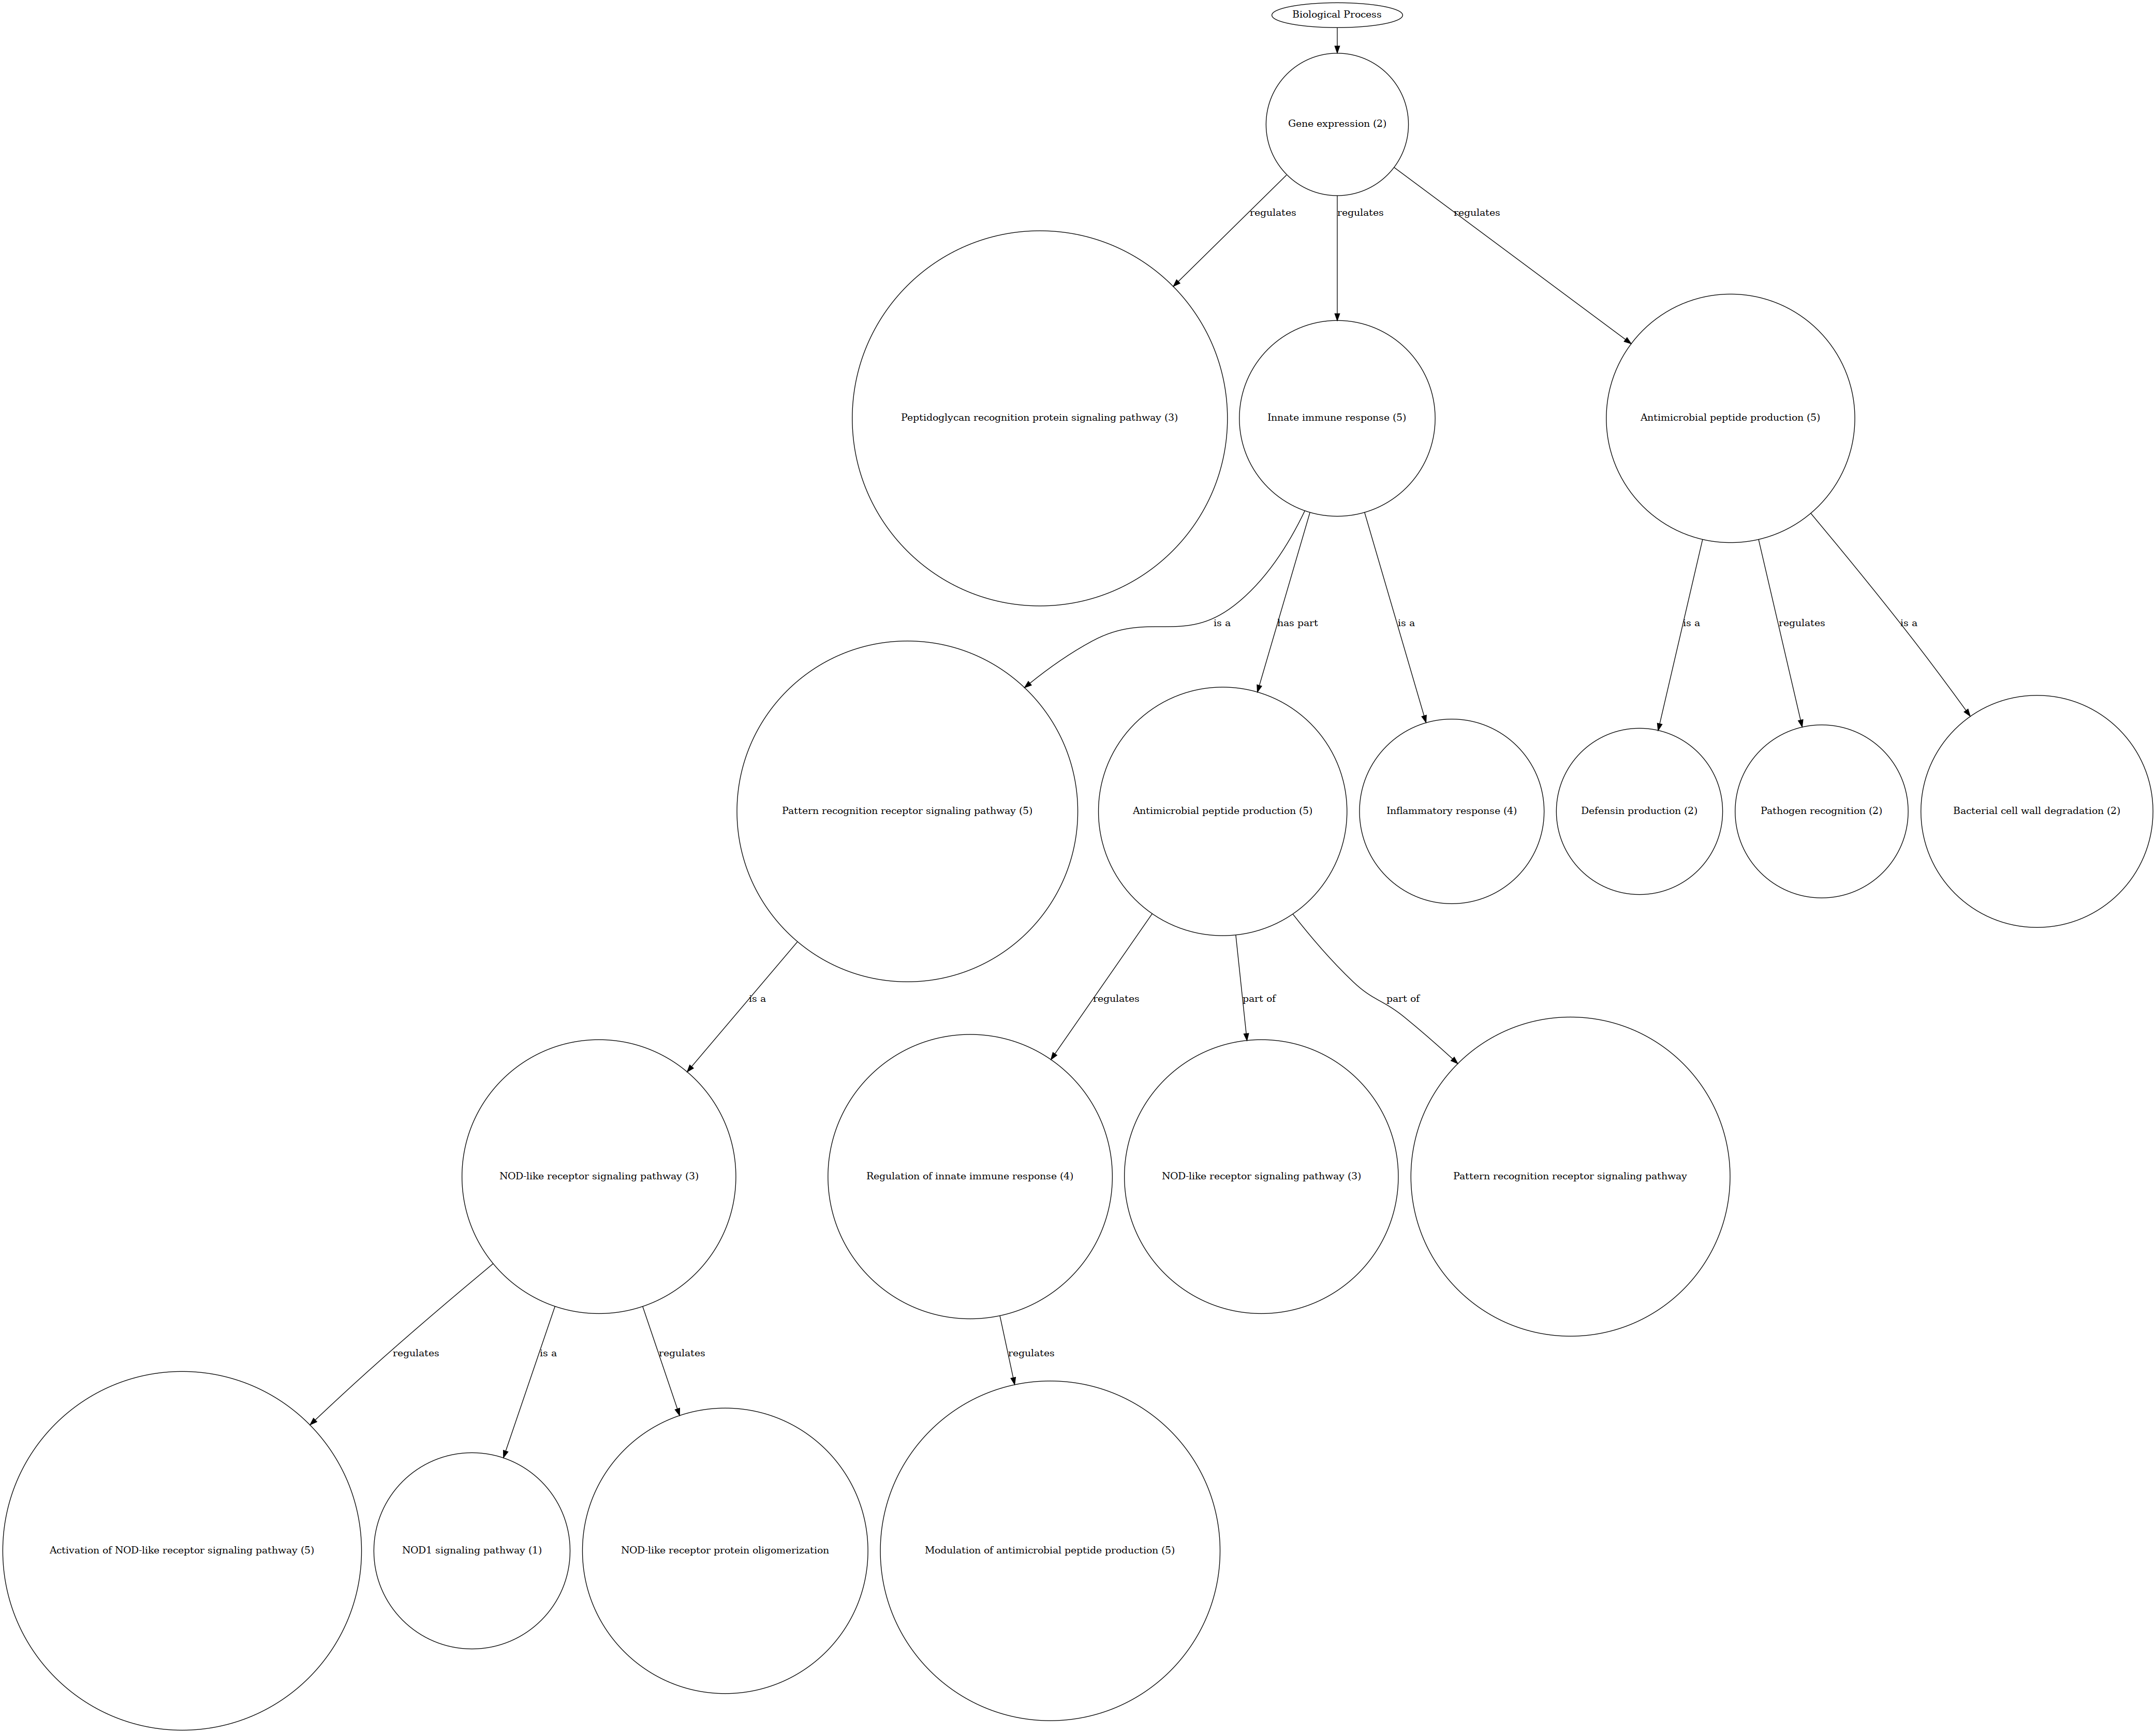 Biological Process
Gene expression (2)
regulates
regulates
regulates
Peptidoglycan recognition protein signaling pathway (3)
Innate immune response (5)
Antimicrobial peptide production (5)
is a
has part
is a
is a
regulates
is a
Pattern recognition receptor signaling pathway (5)
Antimicrobial peptide production (5)
Inflammatory response (4)
Defensin production (2)
Pathogen recognition (2)
Bacterial cell wall degradation (2)
is a
regulates
part of
part of
NOD-like receptor signaling pathway (3)
Regulation of innate immune response (4)
NOD-like receptor signaling pathway (3)
Pattern recognition receptor signaling pathway
regulates
is a
regulates
regulates
Activation of NOD-like receptor signaling pathway (5)
NOD1 signaling pathway (1)
NOD-like receptor protein oligomerization
Modulation of antimicrobial peptide production (5)